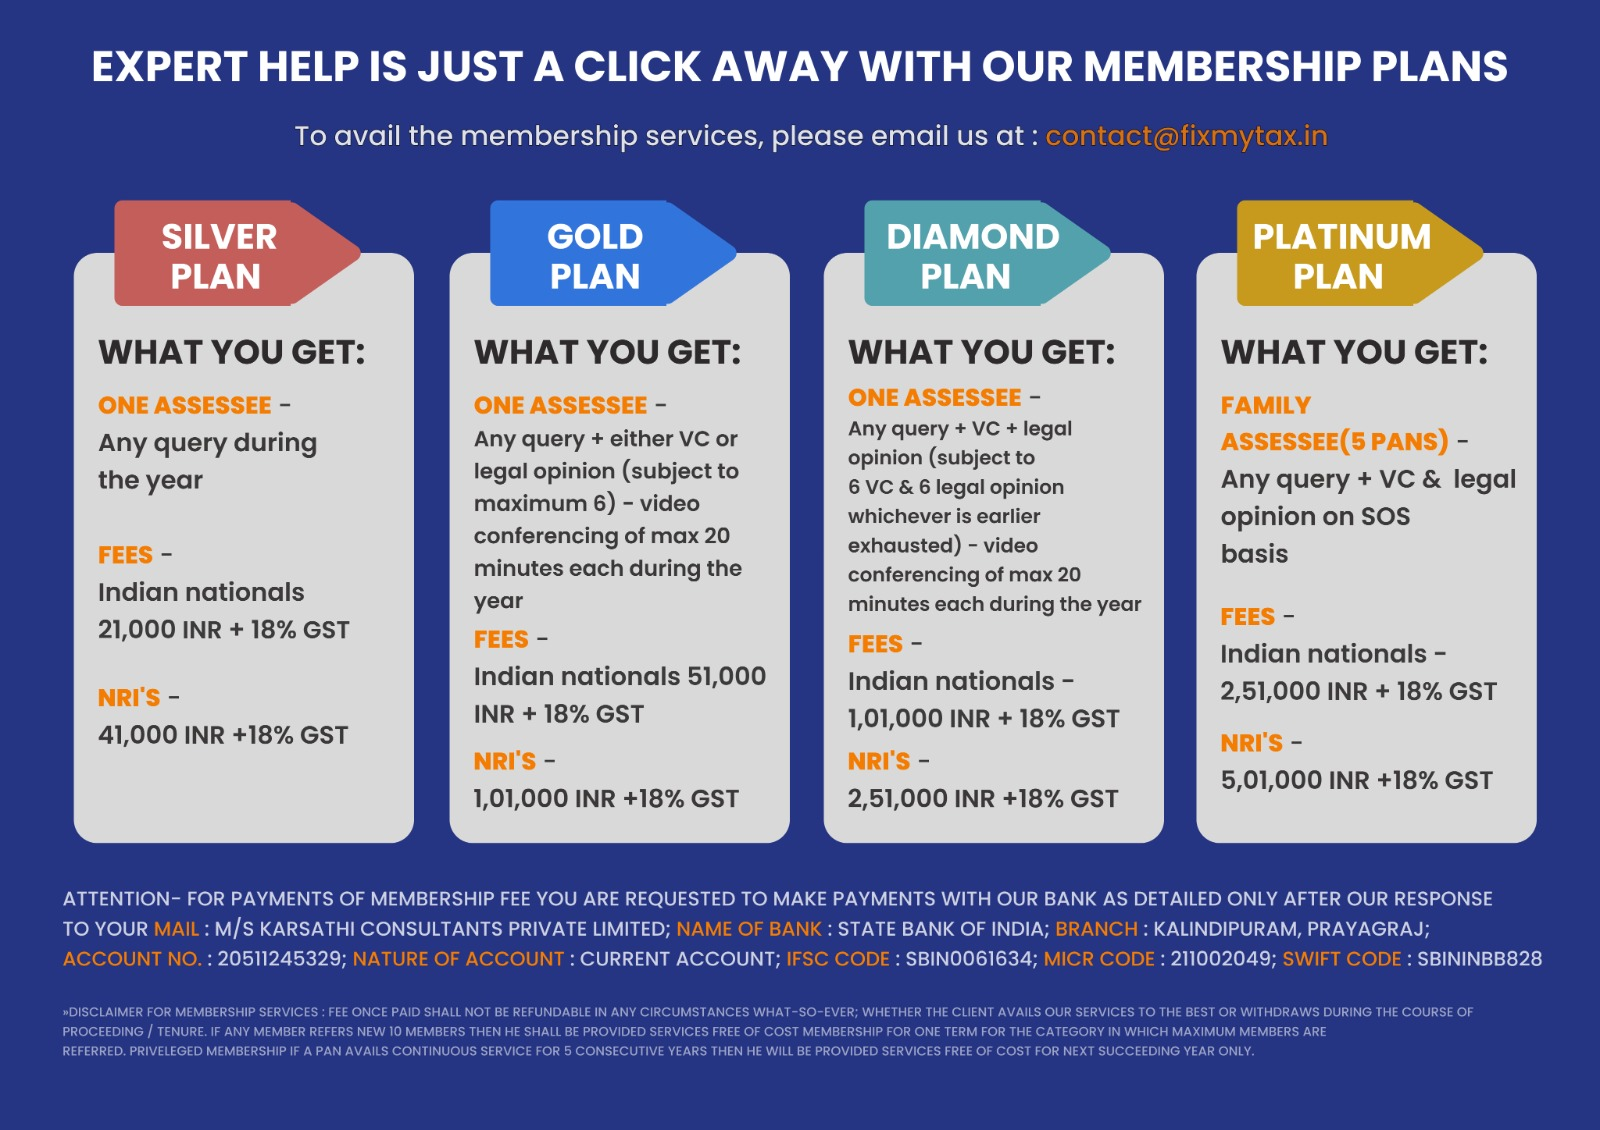 EXPERT HELP IS JUST A CLICK AWAY WITH OUR MEMBERSHIP PLANS
To avail the membership services, please email us at : contact@fixmytax.in
SILVER
PLAN
WHAT YOU GET:
ONE ASSESSEE -
Any query during
the year
FEES -
Indian nationals
21,000 INR + 18% GST
NRI'S -
41,000 INR +18% GST
GOLD
PLAN
WHAT YOU GET:
ONE ASSESSEE -
Any query + either VC or
legal opinion (subject to
maximum 6) - video
conferencing of max 20
minutes each during the
year
FEES -
Indian nationals 51,000
INR + 18% GST
NRI'S -
1,01,000 INR +18% GST
DIAMOND
PLAN
WHAT YOU GET:
ONE ASSESSEE -
Any query + VC + legal
opinion (subject to
6 VC & 6 legal opinion
whichever is earlier
exhausted) - video
conferencing of max 20
minutes each during the year
FEES -
Indian nationals -
1,01,000 INR + 18% GST
NRI'S -
2,51,000 INR +18% GST
PLATINUM
PLAN
WHAT YOU GET:
FAMILY
ASSESSEE(5 PANS) -
Any query + VC &  legal
opinion on SOS
basis
FEES -
Indian nationals -
2,51,000 INR + 18% GST
NRI'S -
5,01,000 INR +18% GST
ATTENTION- FOR PAYMENTS OF MEMBERSHIP FEE YOU ARE REQUESTED TO MAKE PAYMENTS WITH OUR BANK AS DETAILED ONLY AFTER OUR RESPONSE
TO YOUR MAIL : M/S KARSATHI CONSULTANTS PRIVATE LIMITED; NAME OF BANK : STATE BANK OF INDIA; BRANCH : KALINDIPURAM, PRAYAGRAJ;
ACCOUNT NO. : 20511245329; NATURE OF ACCOUNT : CURRENT ACCOUNT; IFSC CODE : SBIN0061634; MICR CODE : 211002049; SWIFT CODE : SBININBB828
»DISCLAIMER FOR MEMBERSHIP SERVICES : FEE ONCE PAID SHALL NOT BE REFUNDABLE IN ANY CIRCUMSTANCES WHAT-SO-EVER; WHETHER THE CLIENT AVAILS OUR SERVICES TO THE BEST OR WITHDRAWS DURING THE COURSE OF
PROCEEDING / TENURE. IF ANY MEMBER REFERS NEW 10 MEMBERS THEN HE SHALL BE PROVIDED SERVICES FREE OF COST MEMBERSHIP FOR ONE TERM FOR THE CATEGORY IN WHICH MAXIMUM MEMBERS ARE
REFERRED. PRIVELEGED MEMBERSHIP IF A PAN AVAILS CONTINUOUS SERVICE FOR 5 CONSECUTIVE YEARS THEN HE WILL BE PROVIDED SERVICES FREE OF COST FOR NEXT SUCCEEDING YEAR ONLY.